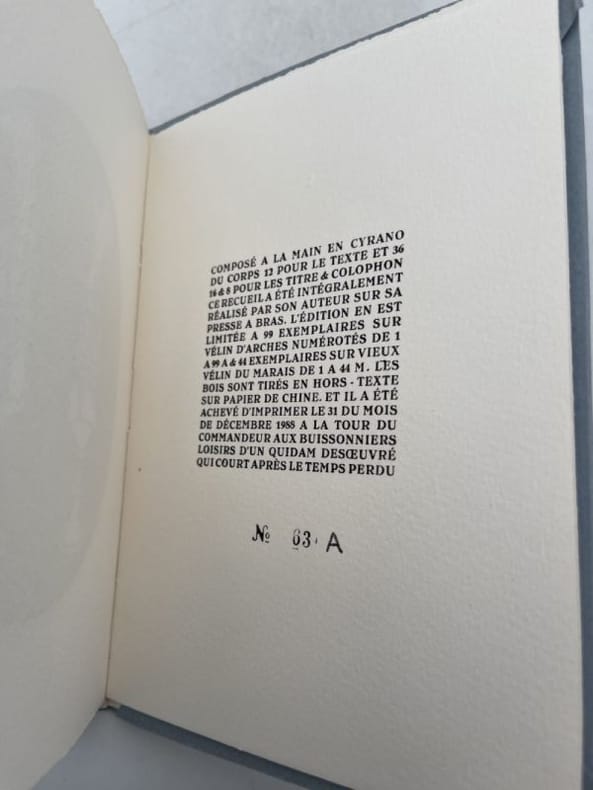 COMPOSÉ A LA MAIN EN CYRANO
DU CORPS 12 POUR LE TEXTE ET 36
16 & 8 POUR LES TITRE & COLOPHON
CE RECUEIL A ÉTÉ INTÉGRALEMENT
RÉALISÉ PAR SON AUTEUR SUR SA
PRESSE A BRAS. L'ÉDITION EN EST
LIMITÉE A 99 EXEMPLAIRES SUR
VÉLIN D'ARCHES NUMÉROTÉS DE 1
A 99 A & 44 EXEMPLAIRES SUR VIEUX
VÉLIN DU MARAIS DE 1 A 44 M. LES
BOIS SONT TIRÉS EN HORS - TEXTE
SUR PAPIER DE CHINE. ET IL A ÉTÉ
ACHEVÉ D'IMPRIMER LE 31 DU MOIS
DE DÉCEMBRE 1988 A LA TOUR DU
COMMANDEUR AUX BUISSONNIERS
LOISIRS D'UN QUIDAM DESŒUVRÉ
QUI COURT APRÈS LE TEMPS PERDU
№ 63. A